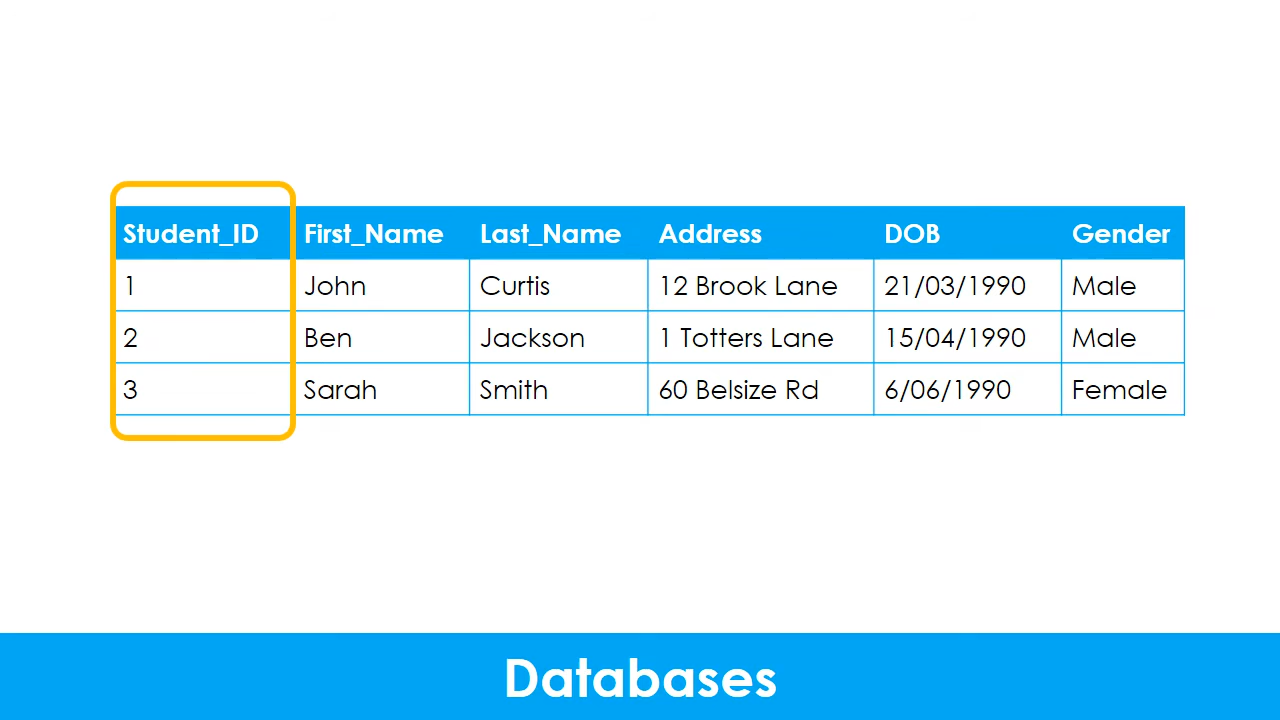 Student_ID First_Name Last_Name Address DOB Gender
1 John Curtis 12 Brook Lane 21/03/1990 Male
2 Ben Jackson 1 Totters Lane 15/04/1990 Male
3 Sarah Smith 60 Belsize Rd 6/06/1990 Female
Databases